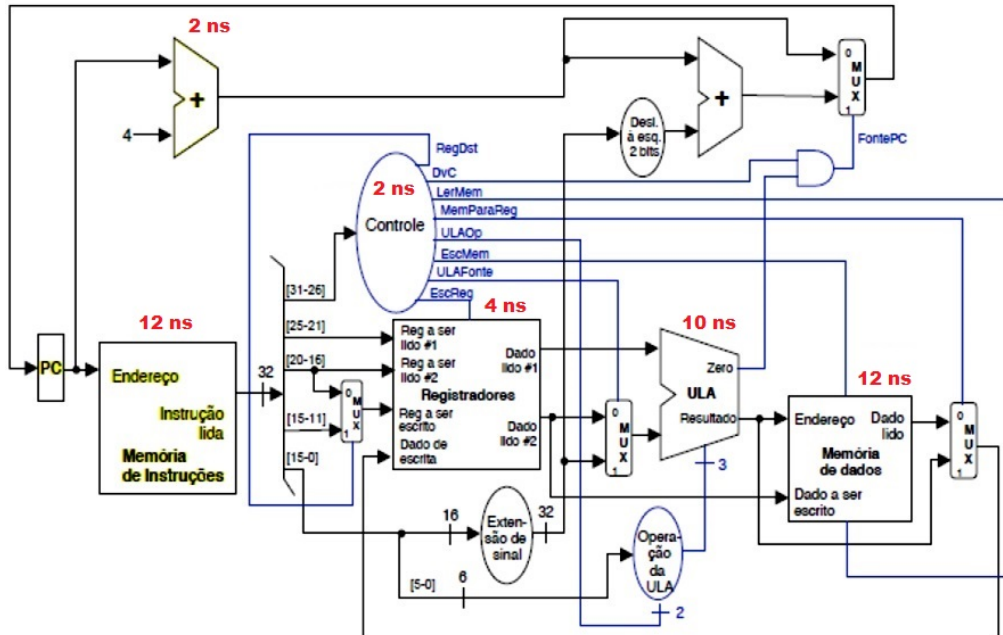 2 ns
+
4
+
Desl.
à esq.
2 bits
0
M
U
X
1
FontePC
RegDst
DvC
LerMem
MemParaReg
ULAOp
EscMem
ULAFonte
EscReg
2 ns
Controle
[31-26]
[25-21]
[20-16]
[15-11]
[15-0]
PC
12 ns
Endereço
Instrução
lida
Memória
de Instruções
32
0
M
U
X
1
4 ns
Reg a ser
lido #1
Reg a ser
lido #2
Registradores
Reg a ser
escrito
Dado de
escrita
Dado
lido #1
Dado
lido #2
0
M
U
X
1
10 ns
Zero
ULA
Resultado
3
12 ns
Endereço
Dado
lido
Memória
de dados
Dado a ser
escrito
0
M
U
X
1
16
Exten-
são de
sinal
32
[5-0]
6
Opera-
ção
da
ULA
2